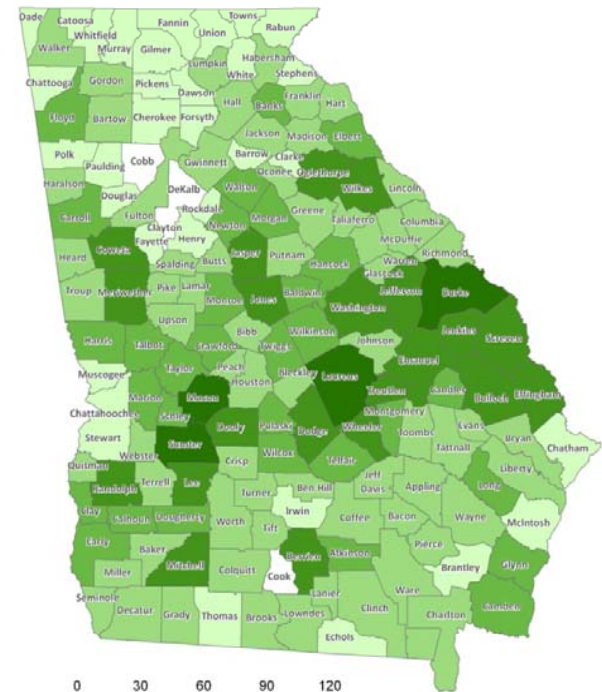 Dade
Catoosa
Fannin
Towns
Rabun
Whitfield
Murray
Union
Walker
Gilmer
Lumpkin
Habersham
White
Stephens
Chattooga
Gordon
Pickens
Dawson
Franklin
Hart
Hall
Banks
Floyd
Bartow
Cherokee
Forsyth
Jackson
Madison
Elbert
Polk
Cobb
Gwinnett
Barrow
Clarke
Oglethorpe
Paulding
Oconee
Wilkes
Lincoln
Haralson
Douglas
DeKalb
Walton
Rockdale
Fulton
Morgan
Greene
Taliaferro
Columbia
Carroll
Clayton
Newton
McDuffie
Fayette
Henry
Coweta
Jasper
Putnam
Warren
Richmond
Heard
Spalding
Butts
Hancock
Glascock
Troup
Meriwether
Pike
Lamar
Monroe
Jones
Baldwin
Washington
Jefferson
Burke
Upson
Bibb
Wilkinson
Johnson
Jenkins
Screven
Harris
Talbot
Crawford
Twiggs
Emanuel
Taylor
Peach
Muscogee
Houston
Bleckley
Laurens
Treutlen
Candler
Bulloch
Effingham
Marion
Macon
Chattahoochee
Schley
Dooly
Pulaski
Dodge
Wheeler
Montgomery
Toombs
Evans
Bryan
Stewart
Webster
Sumter
Wilcox
Telfair
Tattnall
Chatham
Quitman
Crisp
Jeff
Davis
Liberty
Randolph
Terrell
Lee
Turner
Ben Hill
Appling
Long
Clay
Calhoun
Dougherty
Worth
Irwin
Coffee
Bacon
Wayne
McIntosh
Tift
Early
Baker
Mitchell
Berrien
Atkinson
Pierce
Glynn
Miller
Colquitt
Cook
Brantley
Seminole
Lanier
Ware
Decatur
Grady
Thomas
Brooks
Lowndes
Clinch
Charlton
Camden
Echols
0 30 60 90 120